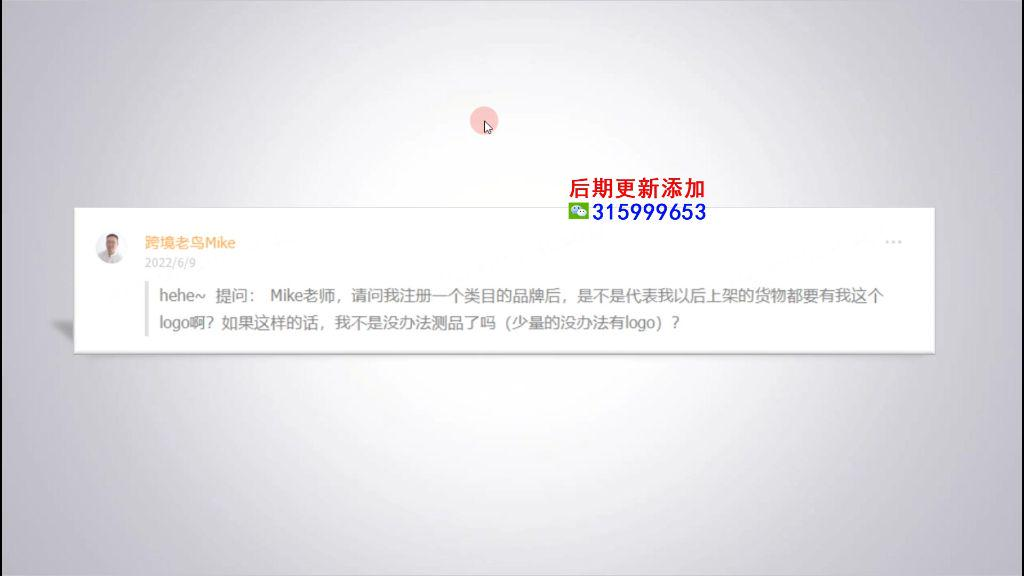 后期更新添加
315999653
跨境老鸟Mike
2022/6/9
hehe~ 提问： Mike老师，请问我注册一个类目的品牌后，是不是代表我以后上架的货物都要有我这个
logo啊？如果这样的话，我不是没办法测品了吗（少量的没办法有logo）？